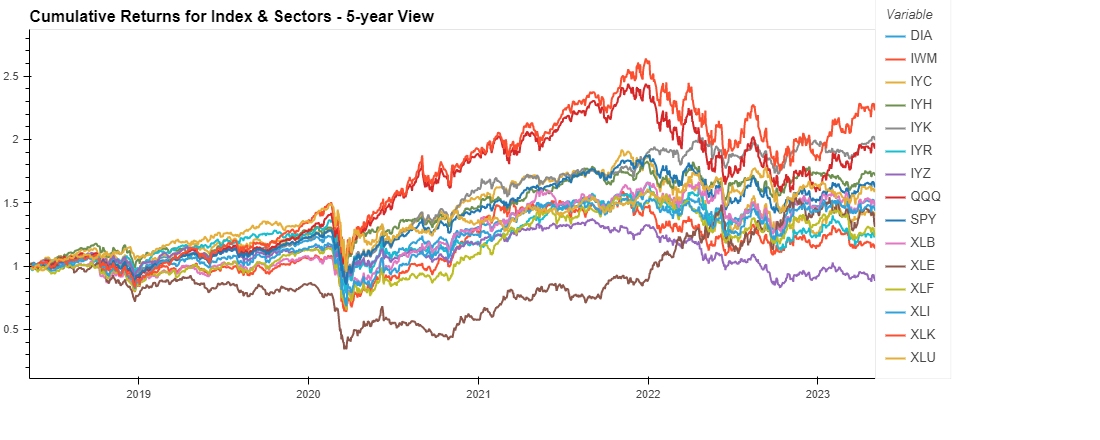 Cumulative Returns for Index & Sectors - 5-year View
Variable
DIA
IWM
IYC
IYH
IYK
IYR
IYZ
QQQ
SPY
XLB
XLE
XLF
XLI
XLK
XLU
2.5
2
1.5
1
0.5
2019
2020
2021
2022
2023